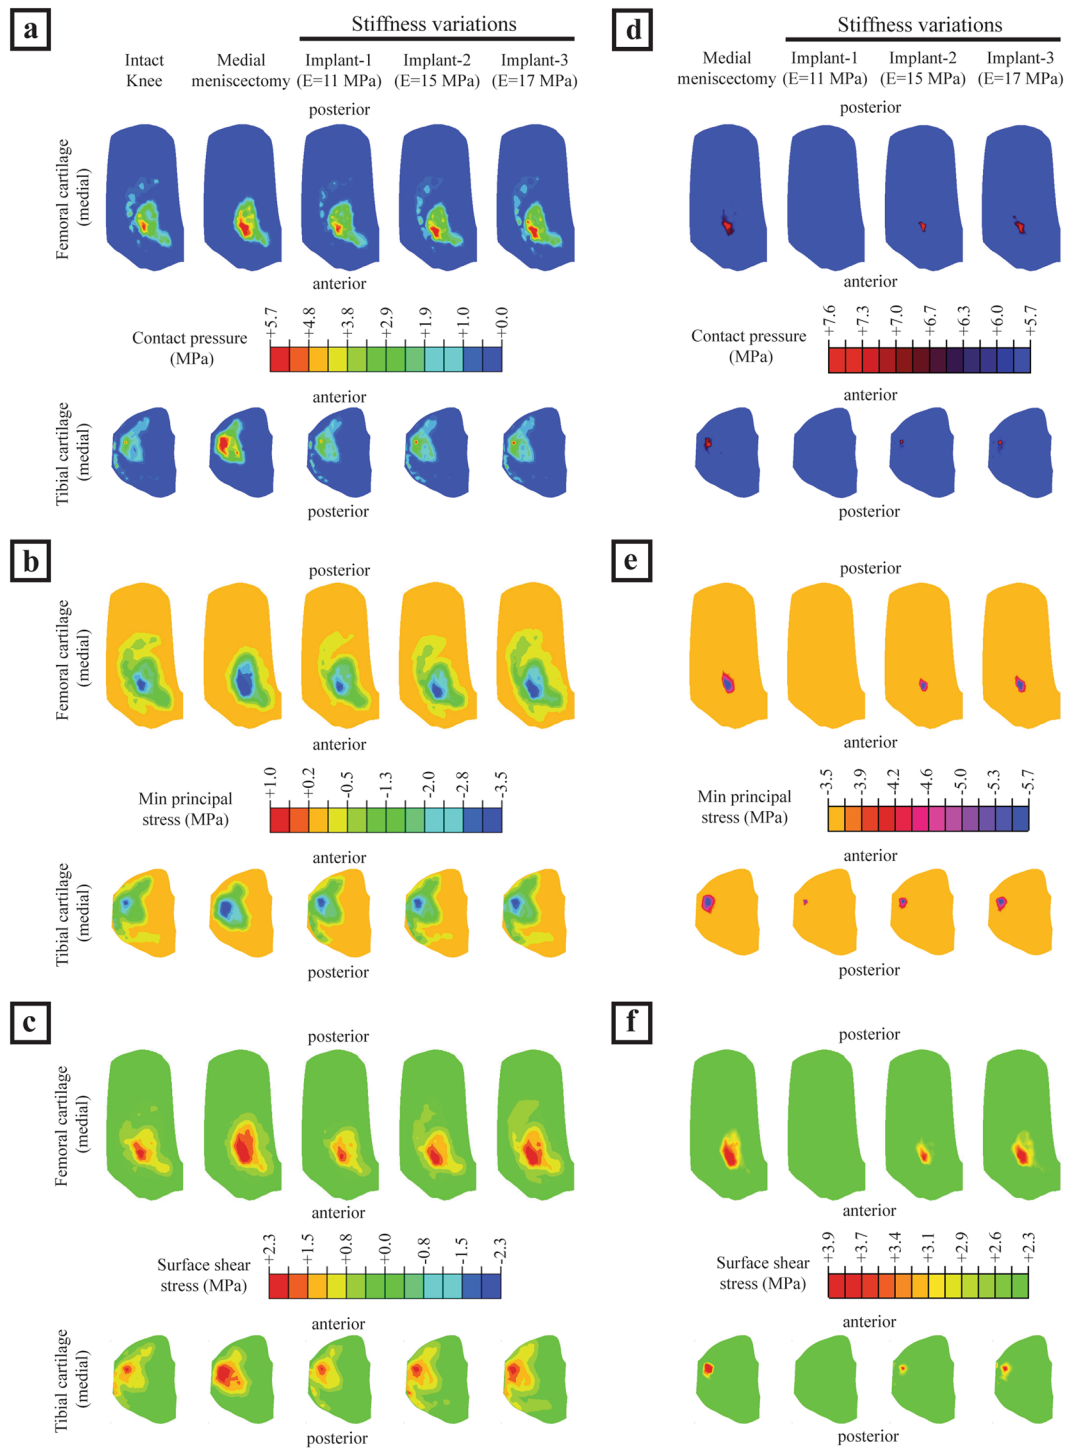 a
Stiffness variations
Intact
Knee
Medial
meniscectomy
Implant-1
(E=11 MPa)
Implant-2
(E=15 MPa)
Implant-3
(E=17 MPa)
posterior
Femoral cartilage
(medial)
anterior
Contact pressure
(MPa)
+5.7
+4.8
+3.8
+2.9
+1.9
+1.0
+0.0
anterior
Tibial cartilage
(medial)
posterior
b
posterior
Femoral cartilage
(medial)
anterior
Min principal
stress (MPa)
+1.0
+0.2
-0.5
-1.3
-2.0
-2.8
-3.5
anterior
Tibial cartilage
(medial)
posterior
c
posterior
Femoral cartilage
(medial)
anterior
Surface shear
stress (MPa)
+2.3
+1.5
+0.8
+0.0
-0.8
-1.5
-2.3
anterior
Tibial cartilage
(medial)
posterior
d
Stiffness variations
Medial
meniscectomy
Implant-1
(E=11 MPa)
Implant-2
(E=15 MPa)
Implant-3
(E=17 MPa)
posterior
anterior
Contact pressure
(MPa)
+7.6
+7.3
+7.0
+6.7
+6.3
+6.0
+5.7
anterior
posterior
e
posterior
anterior
Min principal
stress (MPa)
-3.5
-3.9
-4.2
-4.6
-5.0
-5.3
-5.7
anterior
posterior
f
posterior
anterior
Surface shear
stress (MPa)
+3.9
+3.7
+3.4
+3.1
+2.9
+2.6
+2.3
anterior
posterior